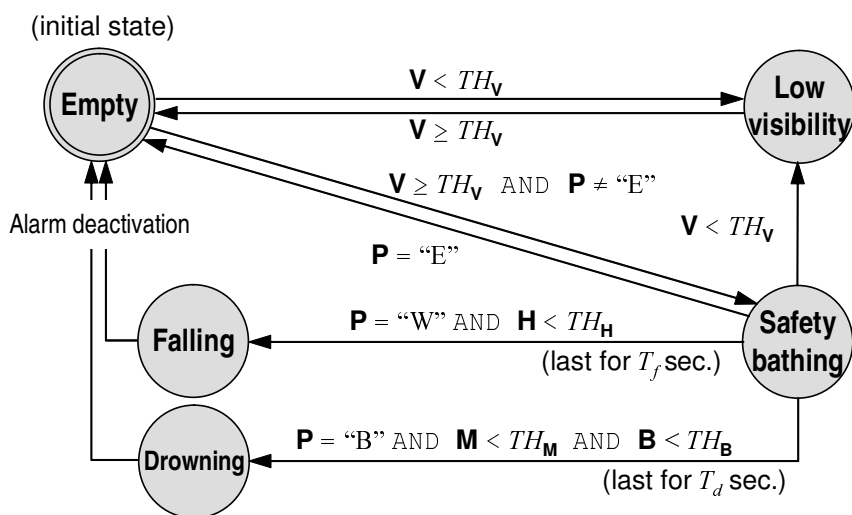 (initial state)
Empty
V < TH_V
V ≥ TH_V
Low
visibility
V ≥ TH_V AND P ≠ “E”
P = “E”
V < TH_V
Alarm deactivation
Falling
P = “W” AND H < TH_H
(last for T_f sec.)
Safety
bathing
Drowning
P = “B” AND M < TH_M AND B < TH_B
(last for T_d sec.)